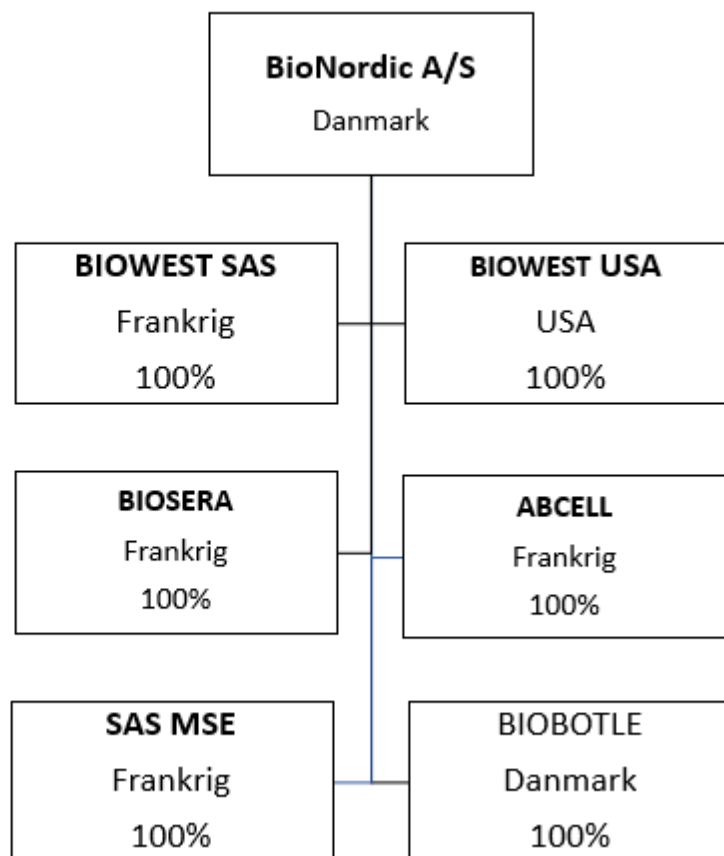 BioNordic A/S
Danmark
BIOWEST SAS
Frankrig
100%
BIOWEST USA
USA
100%
BIOSERA
Frankrig
100%
ABCELL
Frankrig
100%
SAS MSE
Frankrig
100%
BIOBOTLE
Danmark
100%